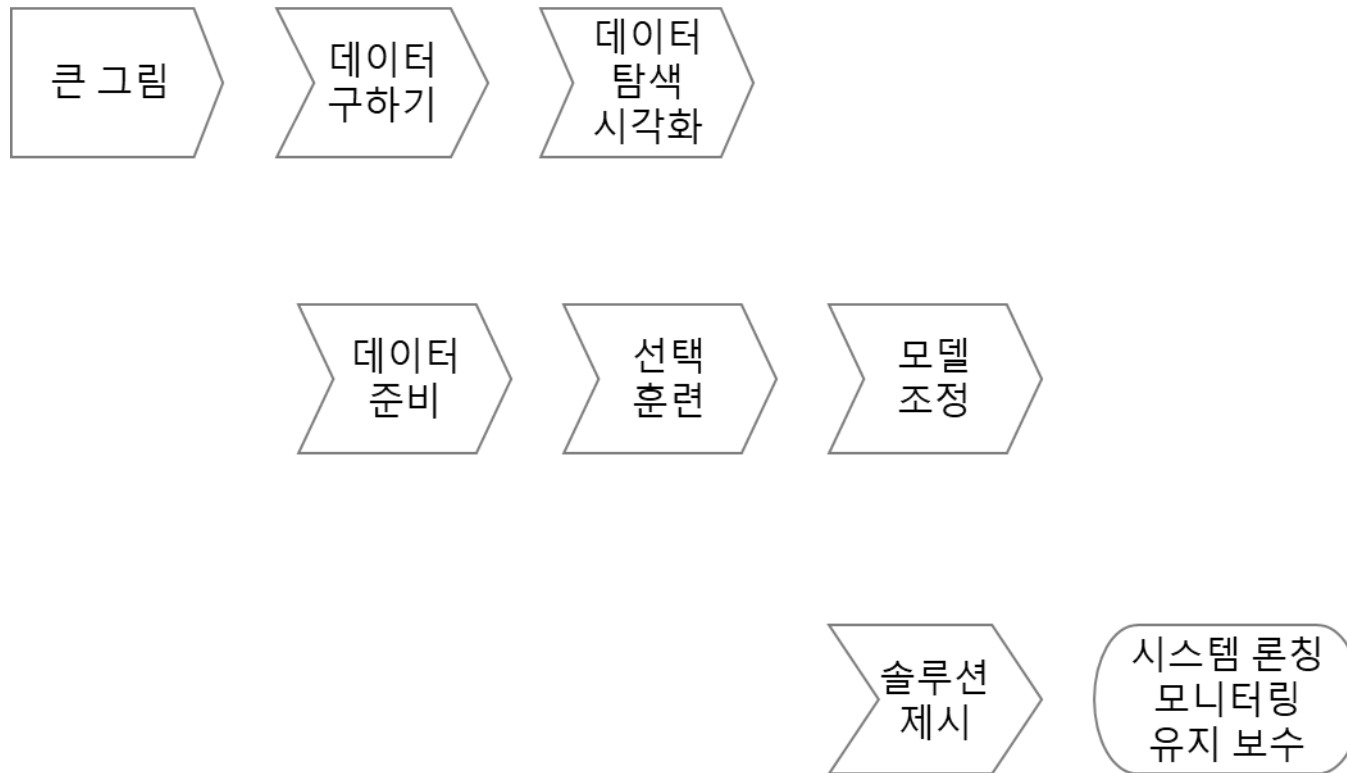 큰 그림
데이터
구하기
데이터
탐색
시각화
데이터
준비
선택
훈련
모델
조정
솔루션
제시
시스템 론칭
모니터링
유지 보수